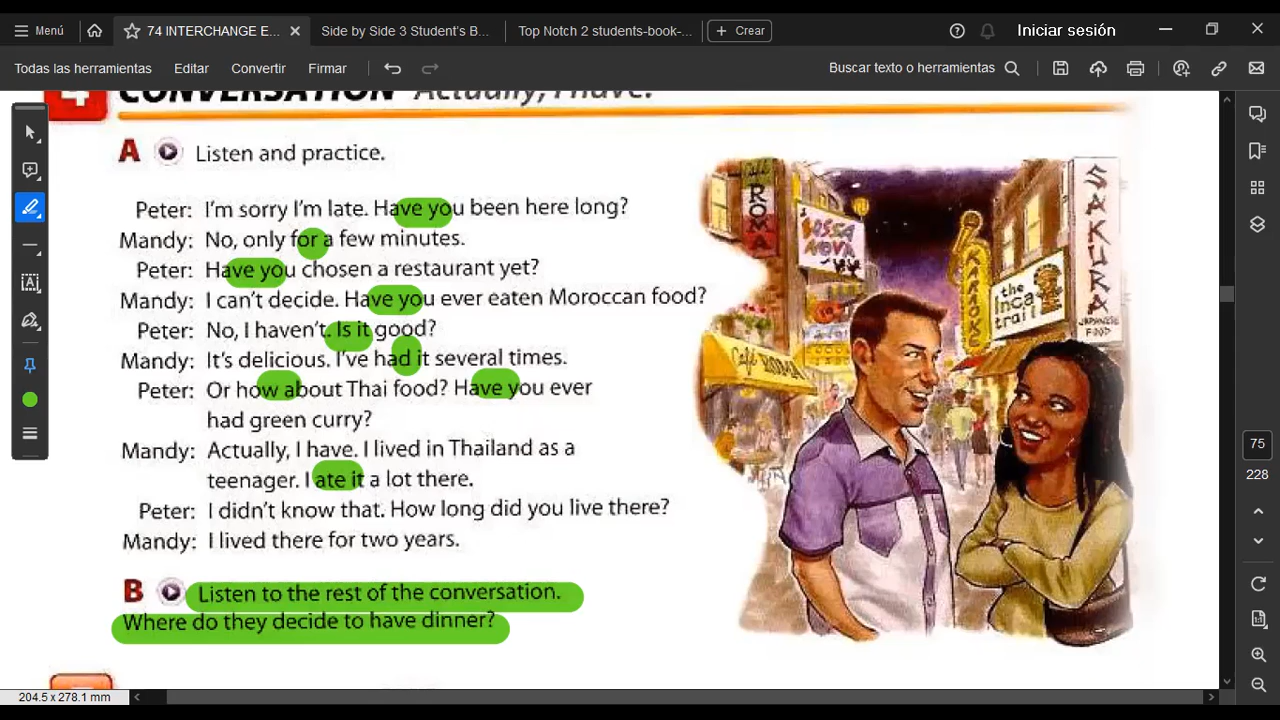 Menú
74 INTERCHANGE E...
Side by Side 3 Student's B...
Top Notch 2 students-book-...
Crear
Iniciar sesión
Todas las herramientas
Editar
Convertir
Firmar
Buscar texto o herramientas
4 CONVERSATION Actually, I have.
A Listen and practice.
Peter: I'm sorry I'm late. Have you been here long?
Mandy: No, only for a few minutes.
Peter: Have you chosen a restaurant yet?
Mandy: I can't decide. Have you ever eaten Moroccan food?
Peter: No, I haven't. Is it good?
Mandy: It's delicious. I've had it several times.
Peter: Or how about Thai food? Have you ever
had green curry?
Mandy: Actually, I have. I lived in Thailand as a
teenager. I ate it a lot there.
Peter: I didn't know that. How long did you live there?
Mandy: I lived there for two years.
B Listen to the rest of the conversation.
Where do they decide to have dinner?
CAFE
ROMA
BOSSA
NOVA
KARAOKE
the
Inca
trail
SAKURA
JAPANESE
FOOD
Cafe ROMA
75
228
204.5 x 278.1 mm